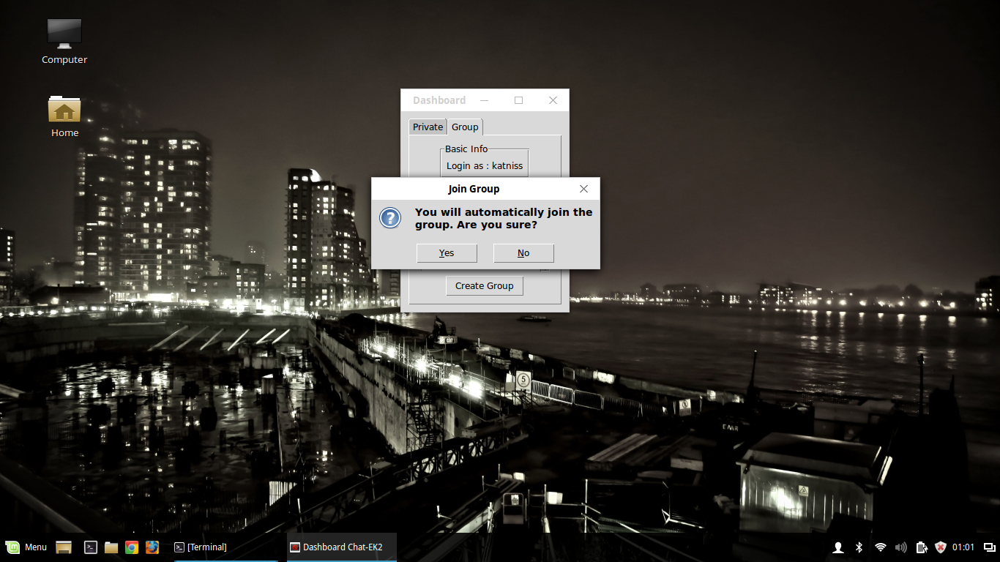 Computer
Home
Dashboard
Private
Group
Basic Info
Login as : katniss
Join Group
You will automatically join the
group. Are you sure?
Yes
No
Create Group
5
Menu
[Terminal]
Dashboard Chat-EK2
01:01